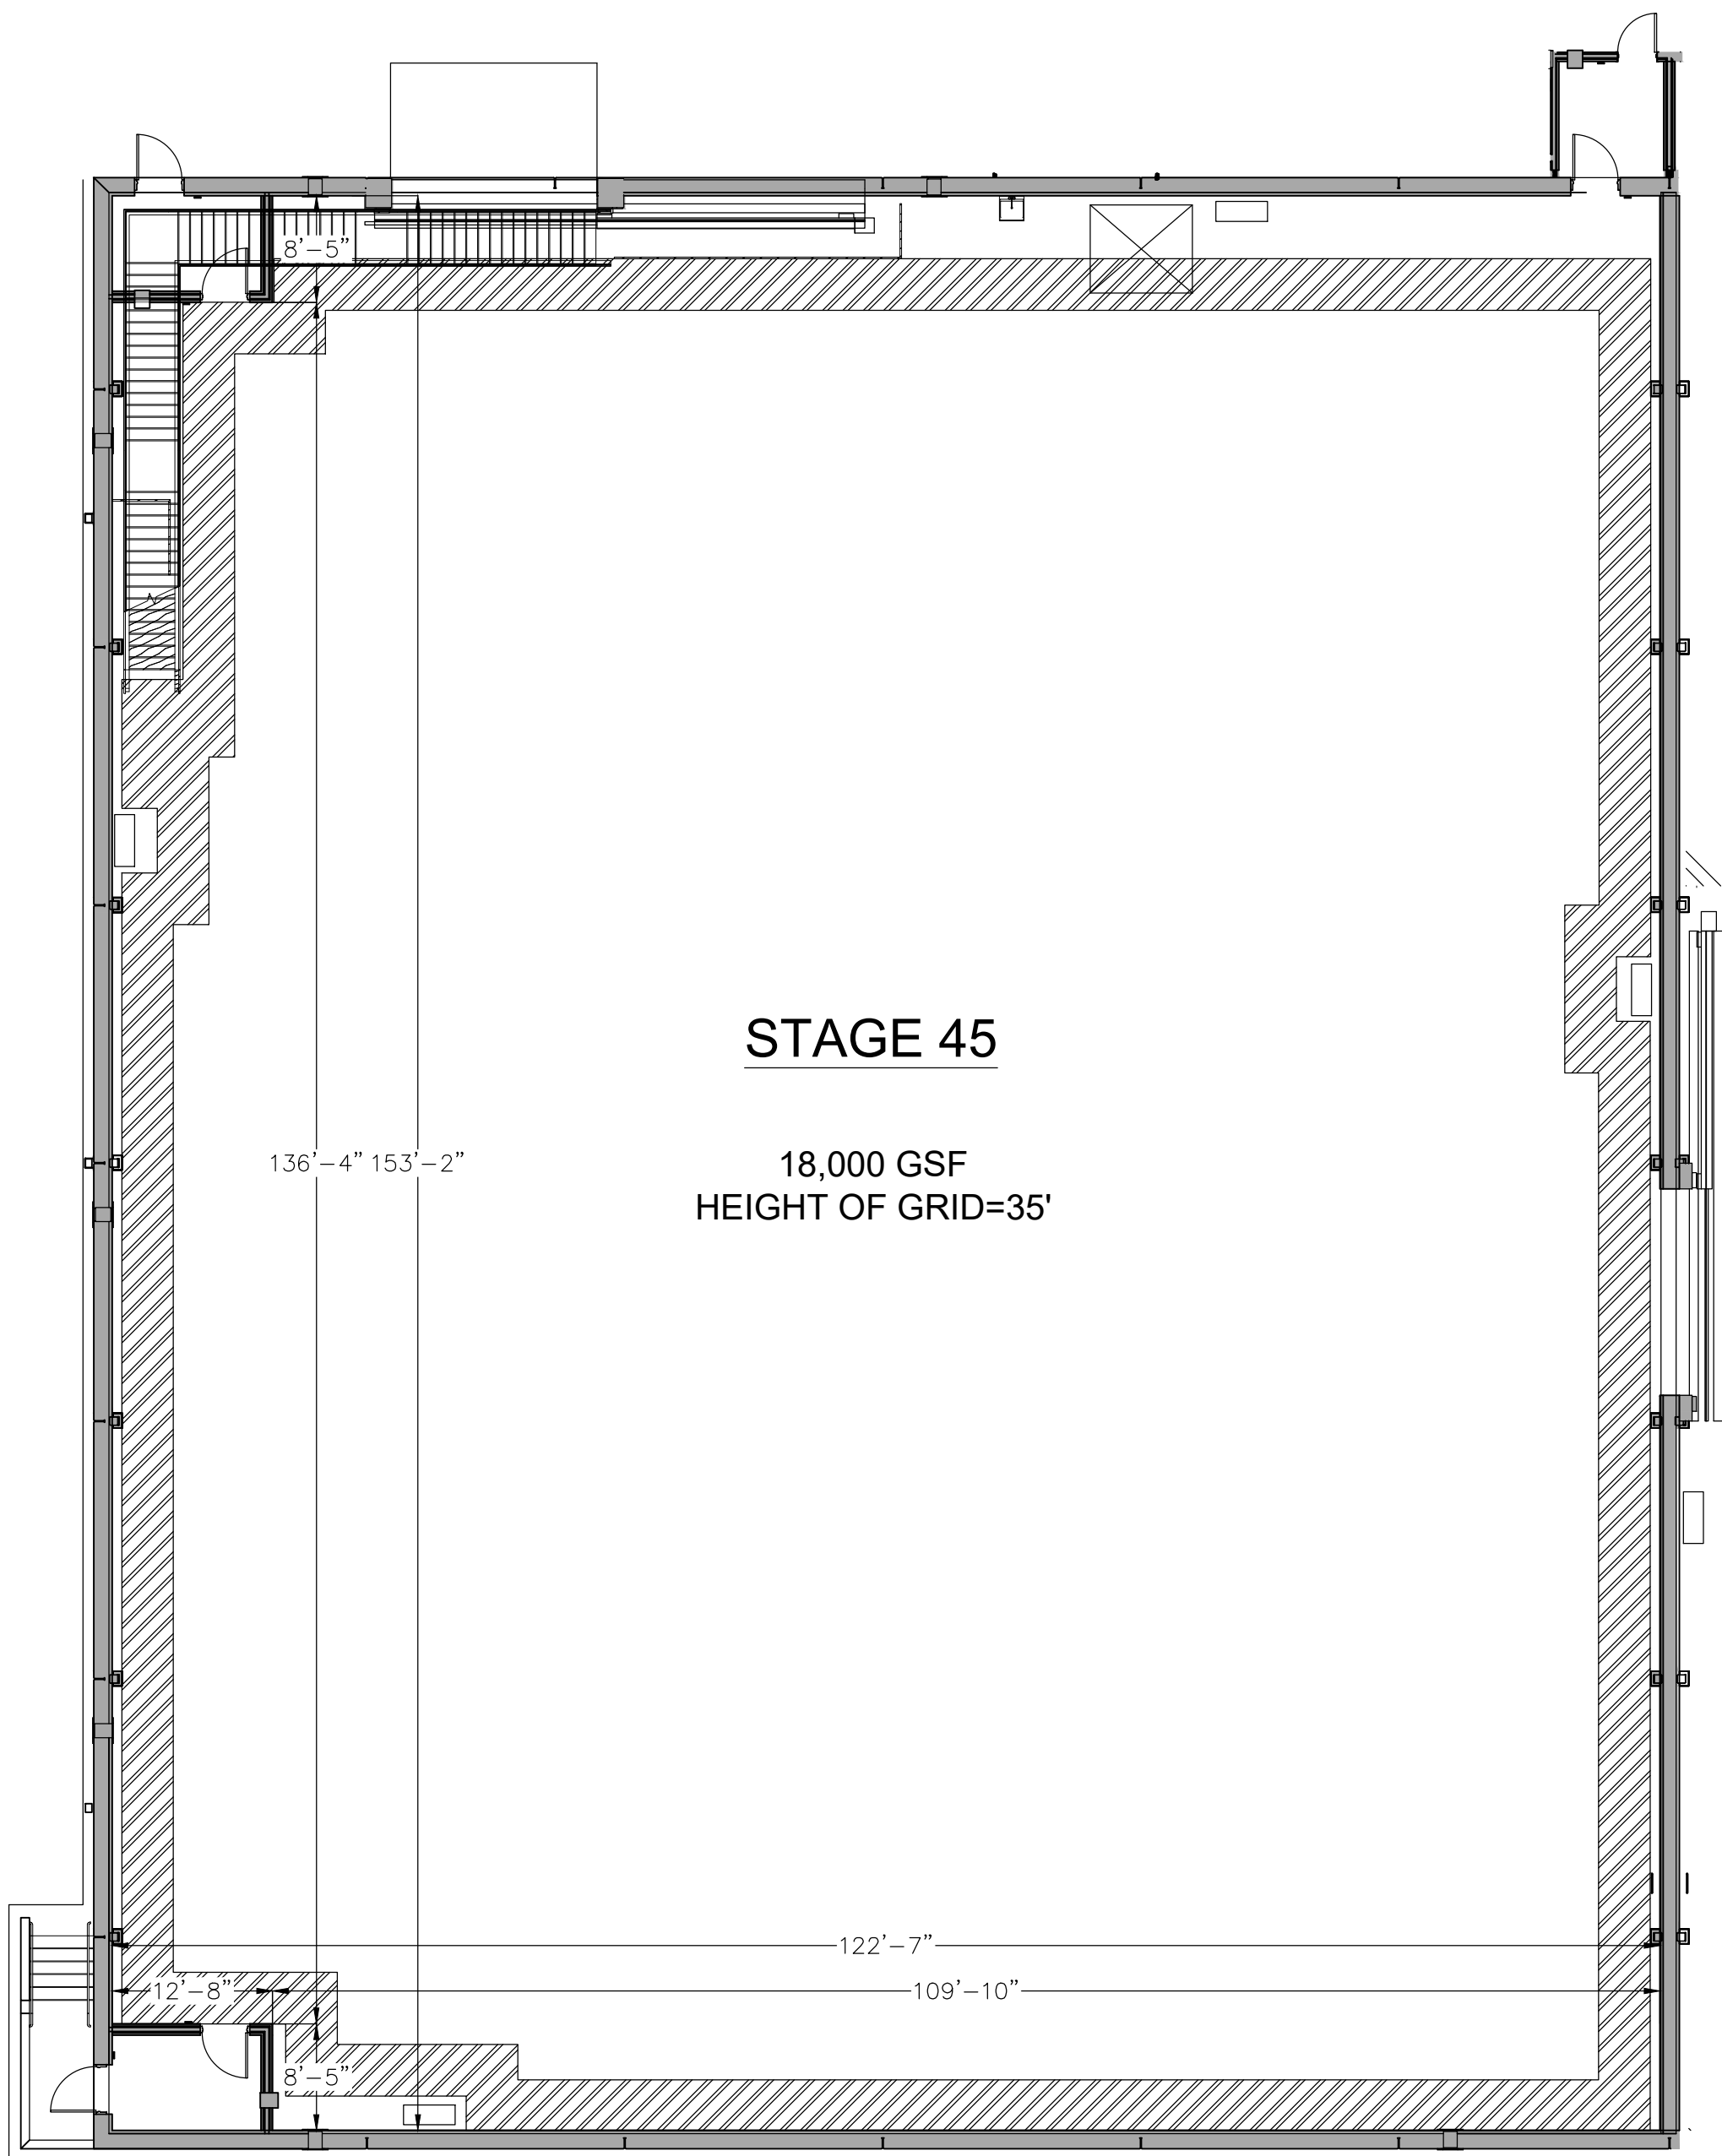 8'-5"
STAGE 45
136'-4" 153'-2"
18,000 GSF
HEIGHT OF GRID=35'
122'-7"
12'-8"
109'-10"
8'-5"